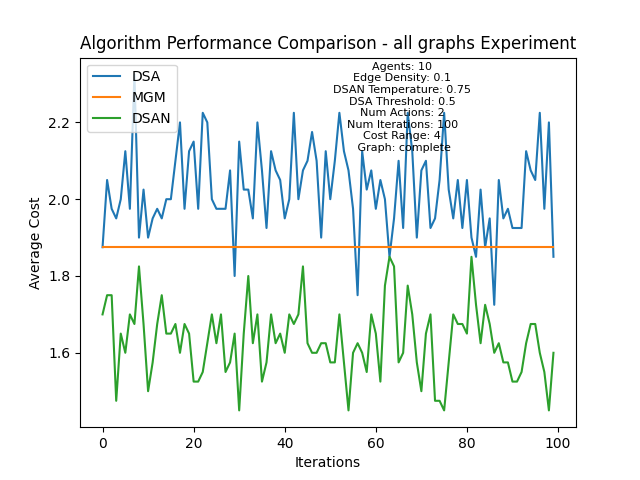 Algorithm Performance Comparison - all graphs Experiment
DSA
MGM
DSAN
Agents: 10
Edge Density: 0.1
DSAN Temperature: 0.75
DSA Threshold: 0.5
Num Actions: 2
Num Iterations: 100
Cost Range: 4
Graph: complete
Average Cost
2.2
2.0
1.8
1.6
0
20
40
60
80
100
Iterations